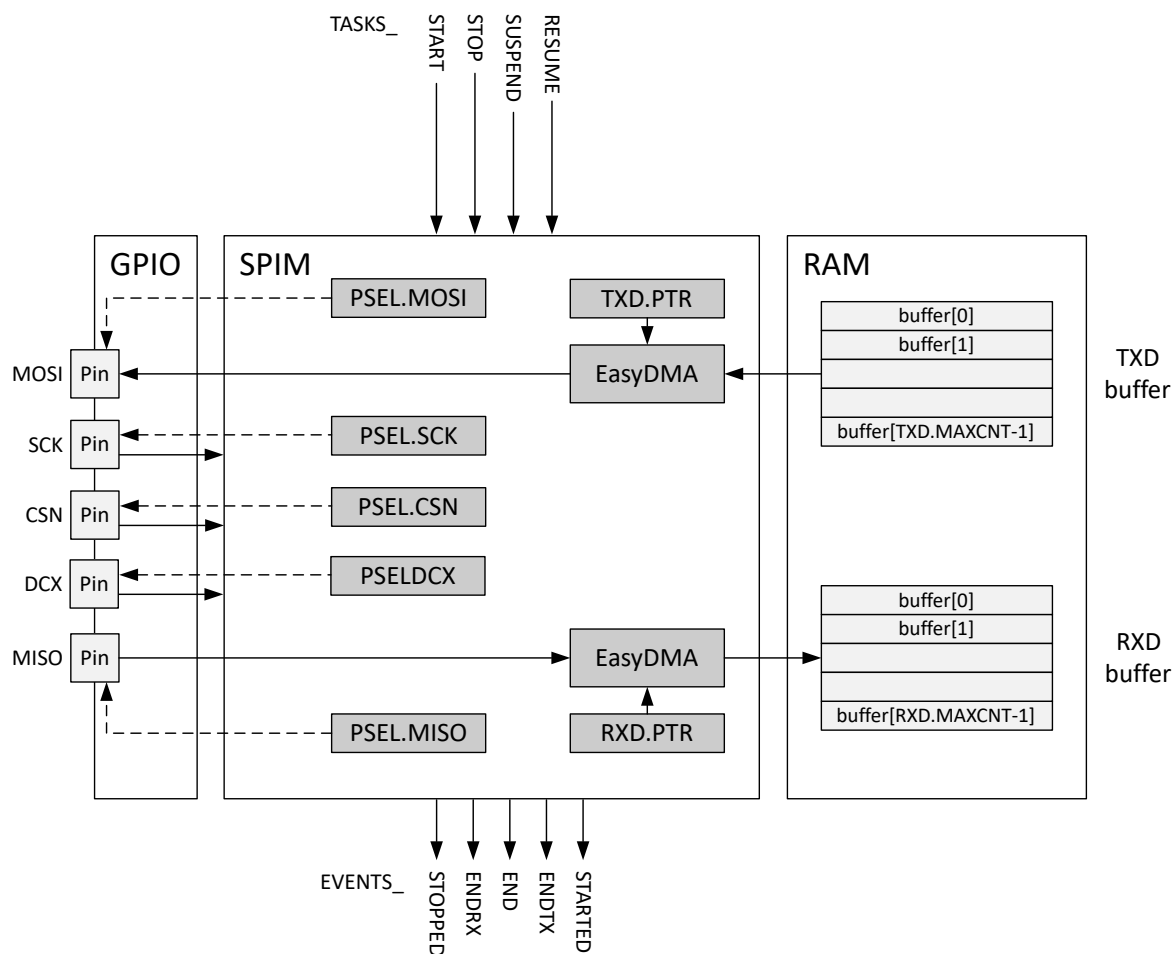 TASKS_
START
STOP
SUSPEND
RESUME
GPIO
SPIM
RAM
PSEL.MOSI
TXD.PTR
buffer[0]
buffer[1]
buffer[TXD.MAXCNT-1]
TXD
buffer
MOSI
Pin
EasyDMA
SCK
Pin
PSEL.SCK
CSN
Pin
PSEL.CSN
DCX
Pin
PSELDCX
MISO
Pin
EasyDMA
buffer[0]
buffer[1]
buffer[RXD.MAXCNT-1]
RXD
buffer
PSEL.MISO
RXD.PTR
EVENTS_
STOPPED
ENDRX
END
ENDTX
STARTED